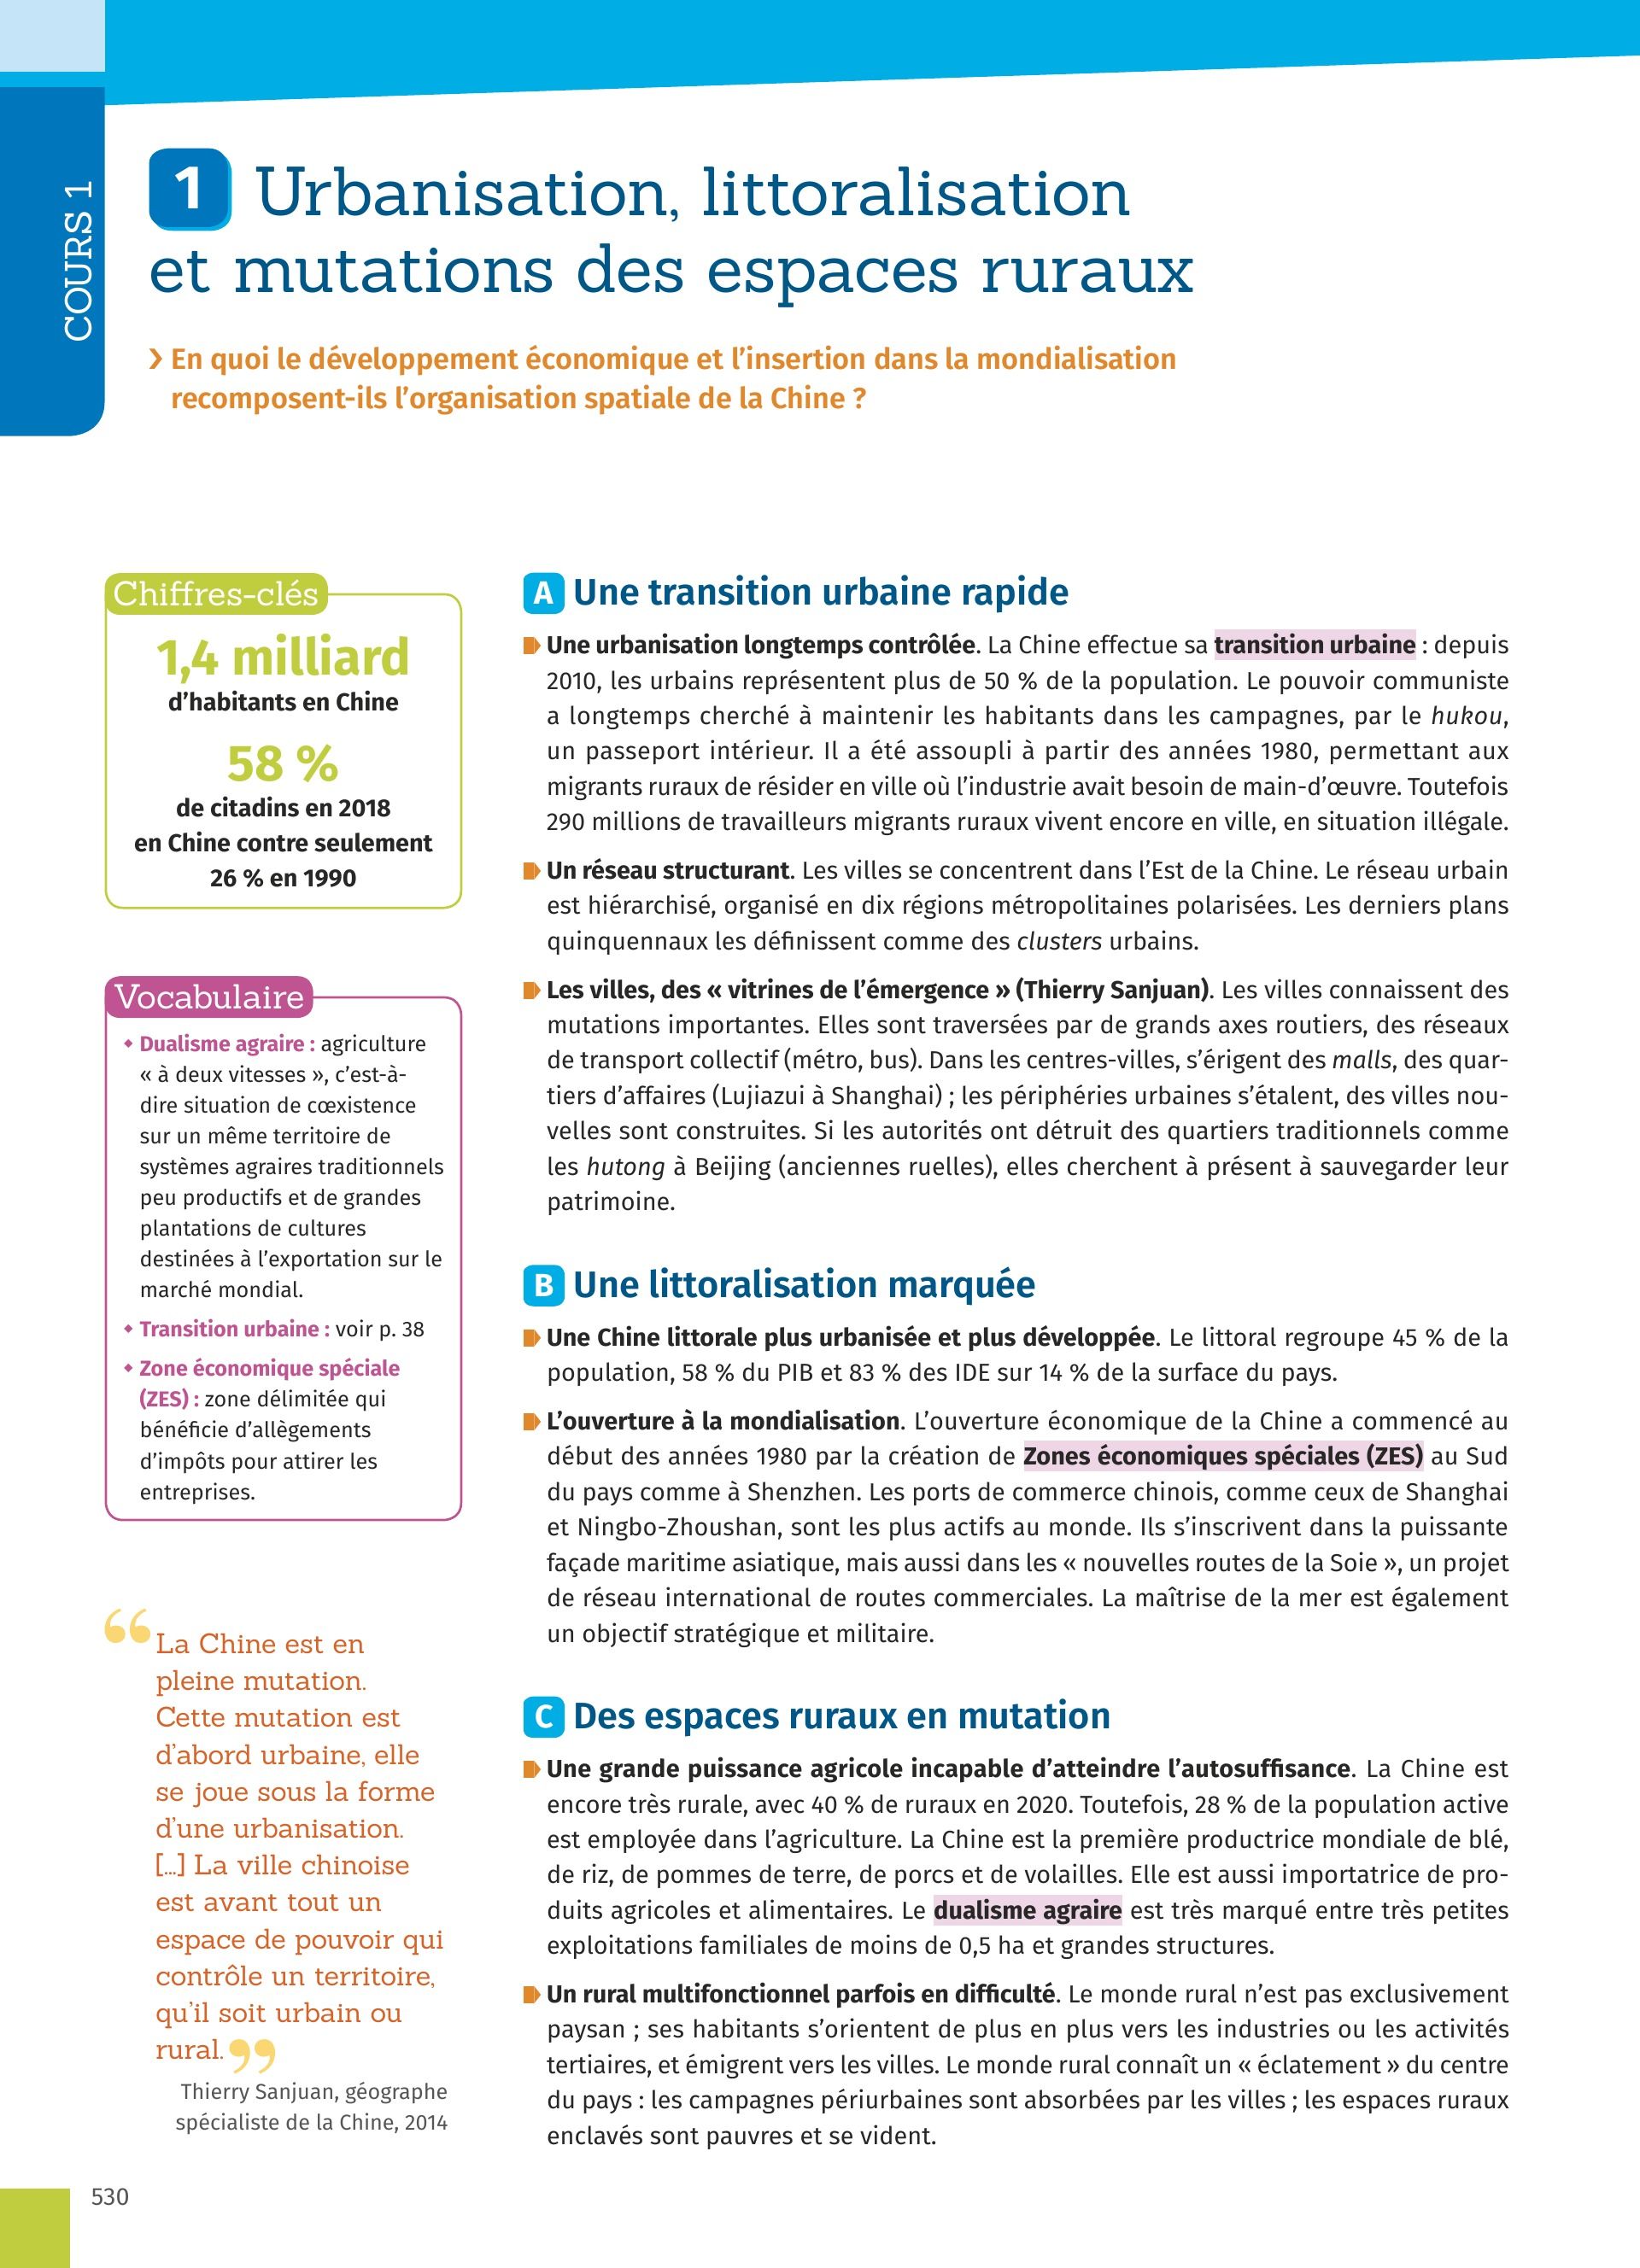 COURS 1
1 Urbanisation, littoralisation
et mutations des espaces ruraux
› En quoi le développement économique et l’insertion dans la mondialisation
recomposent-ils l’organisation spatiale de la Chine ?
Chiffres-clés
1,4 milliard
d’habitants en Chine
58 %
de citadins en 2018
en Chine contre seulement
26 % en 1990
Vocabulaire
• Dualisme agraire : agriculture
« à deux vitesses », c’est-à-
dire situation de cœxistence
sur un même territoire de
systèmes agraires traditionnels
peu productifs et de grandes
plantations de cultures
destinées à l’exportation sur le
marché mondial.
• Transition urbaine : voir p. 38
• Zone économique spéciale
(ZES) : zone délimitée qui
bénéficie d’allègements
d’impôts pour attirer les
entreprises.
“ La Chine est en
pleine mutation.
Cette mutation est
d’abord urbaine, elle
se joue sous la forme
d’une urbanisation.
[...] La ville chinoise
est avant tout un
espace de pouvoir qui
contrôle un territoire,
qu’il soit urbain ou
rural. ”
Thierry Sanjuan, géographe
spécialiste de la Chine, 2014
A Une transition urbaine rapide
Une urbanisation longtemps contrôlée. La Chine effectue sa transition urbaine : depuis
2010, les urbains représentent plus de 50 % de la population. Le pouvoir communiste
a longtemps cherché à maintenir les habitants dans les campagnes, par le hukou,
un passeport intérieur. Il a été assoupli à partir des années 1980, permettant aux
migrants ruraux de résider en ville où l’industrie avait besoin de main-d’œuvre. Toutefois
290 millions de travailleurs migrants ruraux vivent encore en ville, en situation illégale.
Un réseau structurant. Les villes se concentrent dans l’Est de la Chine. Le réseau urbain
est hiérarchisé, organisé en dix régions métropolitaines polarisées. Les derniers plans
quinquennaux les définissent comme des clusters urbains.
Les villes, des « vitrines de l’émergence » (Thierry Sanjuan). Les villes connaissent des
mutations importantes. Elles sont traversées par de grands axes routiers, des réseaux
de transport collectif (métro, bus). Dans les centres-villes, s’érigent des malls, des quar-
tiers d’affaires (Lujiazui à Shanghai) ; les périphéries urbaines s’étalent, des villes nou-
velles sont construites. Si les autorités ont détruit des quartiers traditionnels comme
les hutong à Beijing (anciennes ruelles), elles cherchent à présent à sauvegarder leur
patrimoine.
B Une littoralisation marquée
Une Chine littorale plus urbanisée et plus développée. Le littoral regroupe 45 % de la
population, 58 % du PIB et 83 % des IDE sur 14 % de la surface du pays.
L’ouverture à la mondialisation. L’ouverture économique de la Chine a commencé au
début des années 1980 par la création de Zones économiques spéciales (ZES) au Sud
du pays comme à Shenzhen. Les ports de commerce chinois, comme ceux de Shanghai
et Ningbo-Zhoushan, sont les plus actifs au monde. Ils s’inscrivent dans la puissante
façade maritime asiatique, mais aussi dans les « nouvelles routes de la Soie », un projet
de réseau international de routes commerciales. La maîtrise de la mer est également
un objectif stratégique et militaire.
C Des espaces ruraux en mutation
Une grande puissance agricole incapable d’atteindre l’autosuffisance. La Chine est
encore très rurale, avec 40 % de ruraux en 2020. Toutefois, 28 % de la population active
est employée dans l’agriculture. La Chine est la première productrice mondiale de blé,
de riz, de pommes de terre, de porcs et de volailles. Elle est aussi importatrice de pro-
duits agricoles et alimentaires. Le dualisme agraire est très marqué entre très petites
exploitations familiales de moins de 0,5 ha et grandes structures.
Un rural multifonctionnel parfois en difficulté. Le monde rural n’est pas exclusivement
paysan ; ses habitants s’orientent de plus en plus vers les industries ou les activités
tertiaires, et émigrent vers les villes. Le monde rural connaît un « éclatement » du centre
du pays : les campagnes périurbaines sont absorbées par les villes ; les espaces ruraux
enclavés sont pauvres et se vident.
530